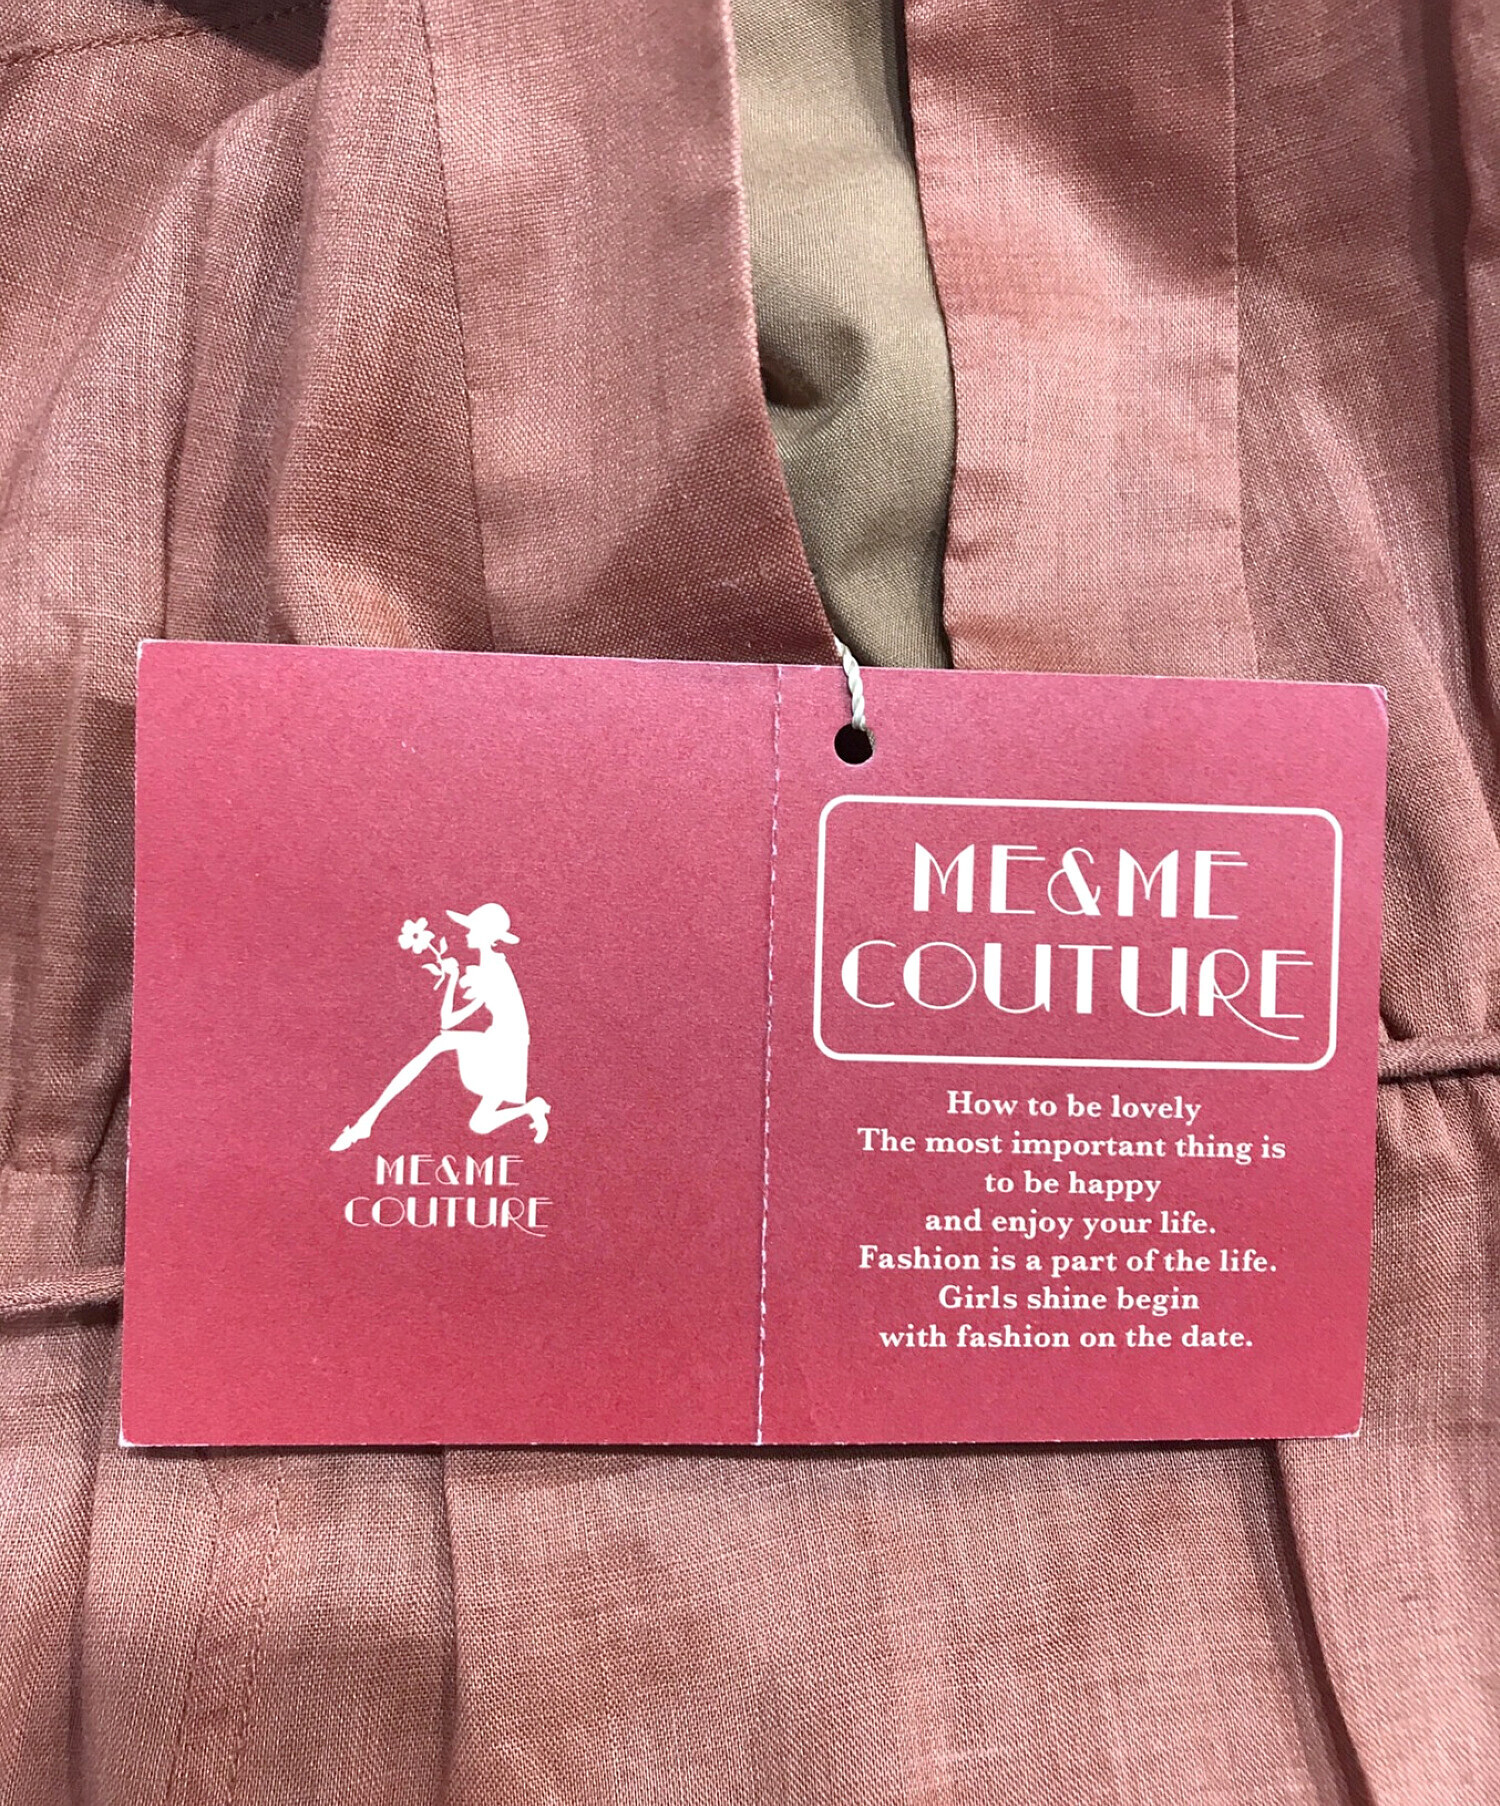 ME&ME
COUTURE
ME&ME
COUTURE
How to be lovely
The most important thing is
to be happy
and enjoy your life.
Fashion is a part of the life.
Girls shine begin
with fashion on the date.